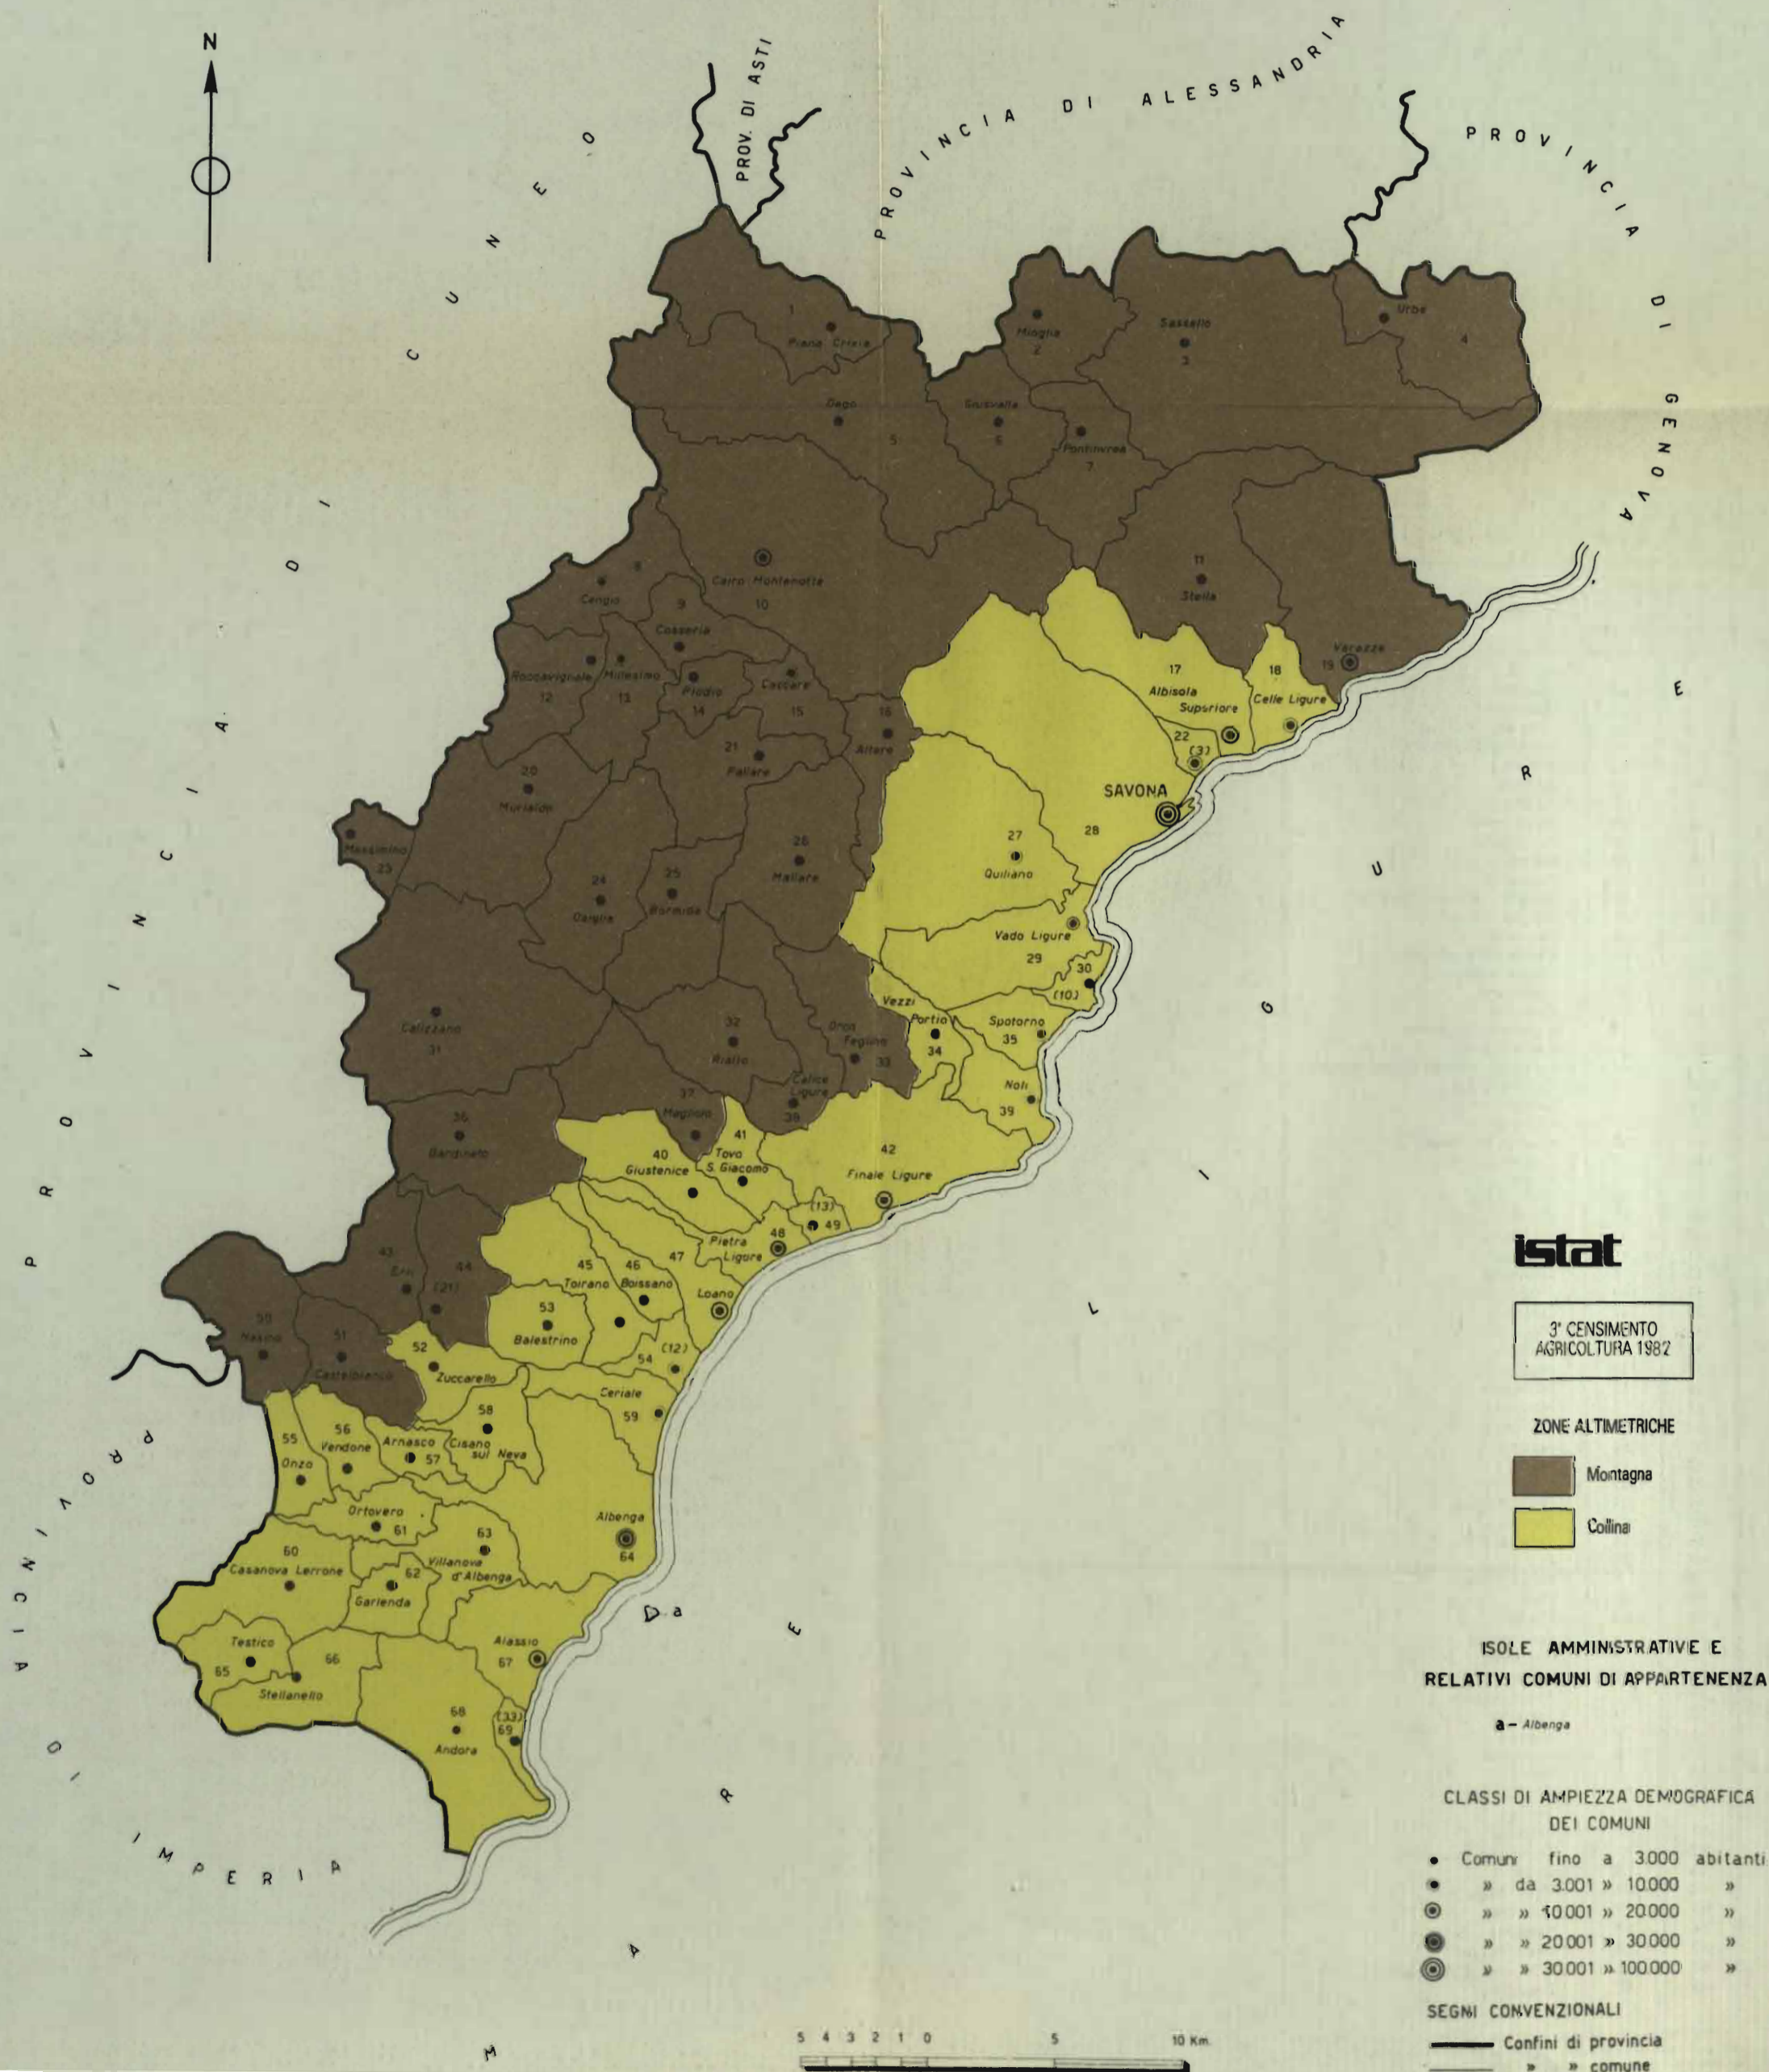 N
PROVINCIA DI CUNEO
PROV. DI ASTI
PROVINCIA DI ALESSANDRIA
PROVINCIA DI GENOVA
1
Piana Crixia
Mioglia
2
Sassello
3
Urbe
4
Dego
5
Giusvalla
6
Pontinvrea
7
8
Cengio
9
Cosseria
Cairo Montenotte
10
11
Stella
Roccavignale
12
Millesimo
13
Plodio
14
Carcare
15
16
Altare
17
Albisola
Superiore
18
Celle Ligure
Varazze
19
20
Murialdo
21
Pallare
22
(3)
SAVONA
28
Massimino
23
24
Osiglia
25
Bormida
26
Mallare
27
Quiliano
Vado Ligure
29
30
(10)
Calizzano
31
32
Rialto
Orco
Feglino
33
Vezzi
Portio
34
Spotorno
35
36
Bardineto
37
Magliolo
Calice
Ligure
38
Noli
39
40
Giustenice
41
Tovo
S. Giacomo
42
Finale Ligure
43
Erli
44
(21)
45
Toirano
46
Boissano
47
Loano
Pietra
Ligure
48
(13)
49
50
Nasino
51
Castelbianco
52
Zuccarello
53
Balestrino
54
(12)
55
Onzo
56
Vendone
Arnasco
57
58
Cisano
sul Neva
Ceriale
59
60
Casanova Lerrone
Ortovero
61
62
Garlenda
63
Villanova
d'Albenga
Albenga
64
a
Testico
65
66
Stellanello
Alassio
67
68
Andora
(33)
69
PROVINCIA DI IMPERIA
MARE LIGURE
istat
3° CENSIMENTO
AGRICOLTURA 1982
ZONE ALTIMETRICHE
Montagna
Collina
ISOLE AMMINISTRATIVE E
RELATIVI COMUNI DI APPARTENENZA
a - Albenga
CLASSI DI AMPIEZZA DEMOGRAFICA
DEI COMUNI
Comuni fino a 3.000 abitanti
» da 3.001 » 10.000 »
» » 10.001 » 20.000 »
» » 20.001 » 30.000 »
» » 30.001 » 100.000 »
SEGNI CONVENZIONALI
Confini di provincia
» » comune
5 4 3 2 1 0 5 10 Km.